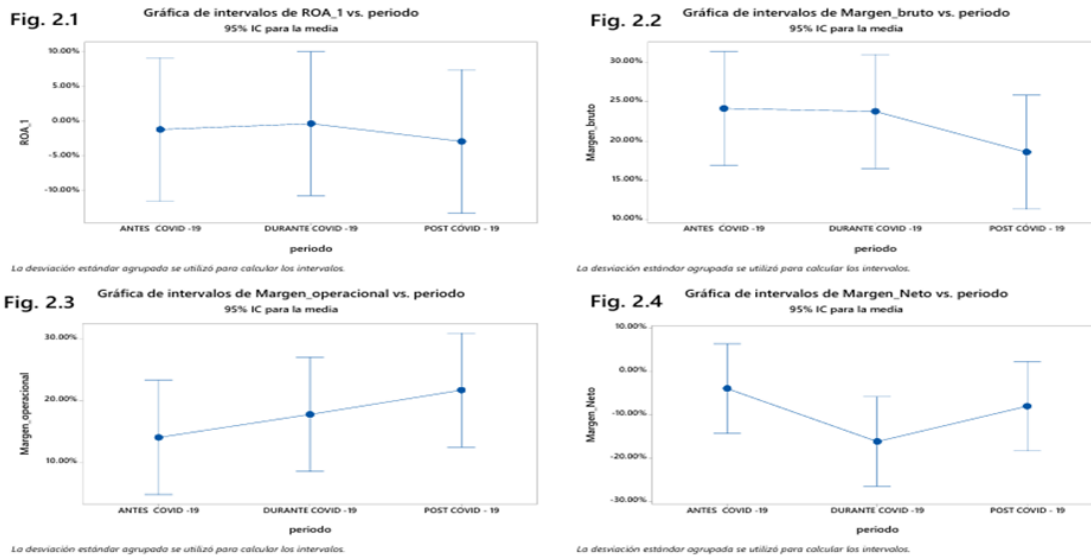 Fig. 2.1
Gráfica de intervalos de ROA_1 vs. periodo
95% IC para la media
10.00%
5.00%
0.00%
-5.00%
-10.00%
ROA_1
ANTES COVID -19
DURANTE COVID -19
POST COVID - 19
periodo
La desviación estándar agrupada se utilizó para calcular los intervalos.
Fig. 2.2
Gráfica de intervalos de Margen_bruto vs. periodo
95% IC para la media
30.00%
25.00%
20.00%
15.00%
10.00%
Margen_bruto
ANTES COVID -19
DURANTE COVID -19
POST COVID - 19
periodo
La desviación estándar agrupada se utilizó para calcular los intervalos.
Fig. 2.3
Gráfica de intervalos de Margen_operacional vs. periodo
95% IC para la media
30.00%
20.00%
10.00%
Margen_operacional
ANTES COVID -19
DURANTE COVID -19
POST COVID - 19
periodo
La desviación estándar agrupada se utilizó para calcular los intervalos.
Fig. 2.4
Gráfica de intervalos de Margen_Neto vs. periodo
95% IC para la media
10.00%
0.00%
-10.00%
-20.00%
-30.00%
Margen_Neto
ANTES COVID -19
DURANTE COVID -19
POST COVID - 19
periodo
La desviación estándar agrupada se utilizó para calcular los intervalos.